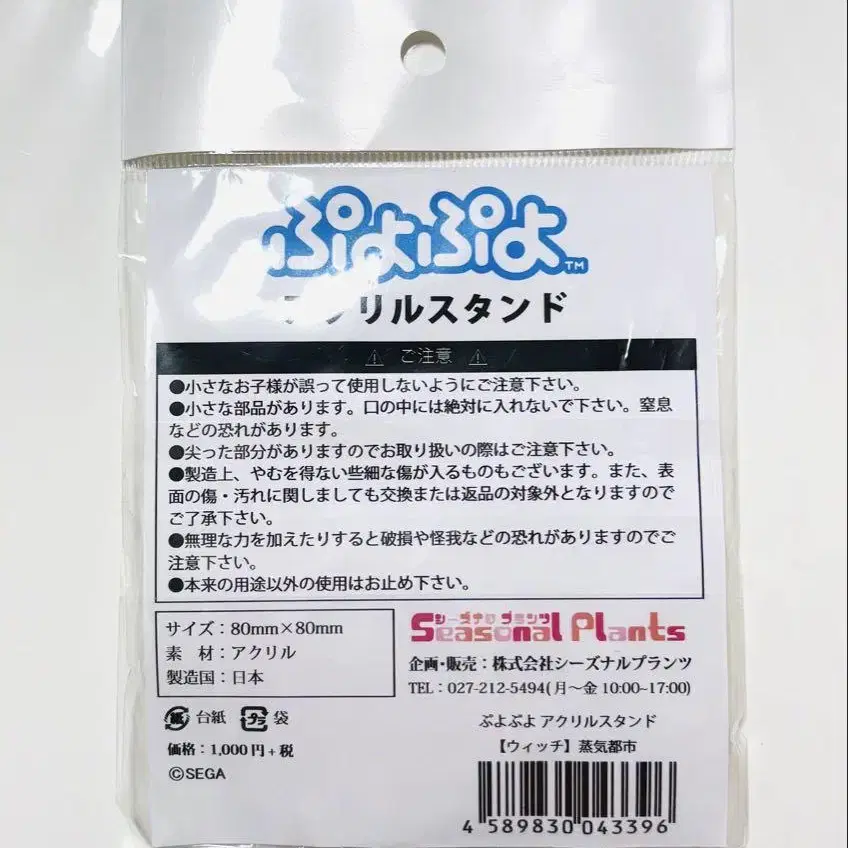 ぷよぷよ™
アクリルスタンド
⚠ ご注意 ⚠
●小さなお子様が誤って使用しないようにご注意下さい。
●小さな部品があります。口の中には絶対に入れないで下さい。窒息
などの恐れがあります。
●尖った部分がありますのでお取り扱いの際はご注意下さい。
●製造上、やむを得ない些細な傷が入るものもございます。また、表
面の傷・汚れに関しましても交換または返品の対象外となりますので
ご了承下さい。
●無理な力を加えたりすると破損や怪我などの恐れがありますのでご
注意下さい。
●本来の用途以外の使用はお止め下さい。
サイズ：80mm×80mm
素　材：アクリル
製造国：日本
紙 台紙 プラ 袋
価格：1,000円+税
©SEGA
シーズナル プランツ
Seasonal Plants
企画・販売：株式会社シーズナルプランツ
TEL：027-212-5494(月～金 10:00~17:00)
ぷよぷよ アクリルスタンド
【ウィッチ】蒸気都市
4 589830 043396